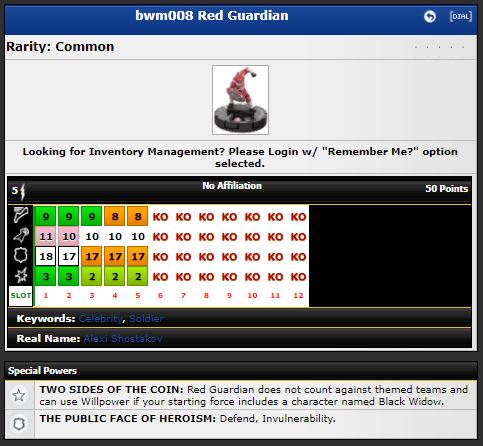 bwm008 Red Guardian
[DIAL]
Rarity: Common
Looking for Inventory Management? Please Login w/ "Remember Me?" option
selected.
5 No Affiliation 50 Points
9 9 9 8 8 KO KO KO KO KO KO KO
11 10 10 10 10 KO KO KO KO KO KO KO
18 17 17 17 17 KO KO KO KO KO KO KO
3 3 2 2 2 KO KO KO KO KO KO KO
SLOT 1 2 3 4 5 6 7 8 9 10 11 12
Keywords: Celebrity, Soldier
Real Name: Alexi Shostakov
Special Powers
TWO SIDES OF THE COIN: Red Guardian does not count against themed teams and
can use Willpower if your starting force includes a character named Black Widow.
THE PUBLIC FACE OF HEROISM: Defend, Invulnerability.